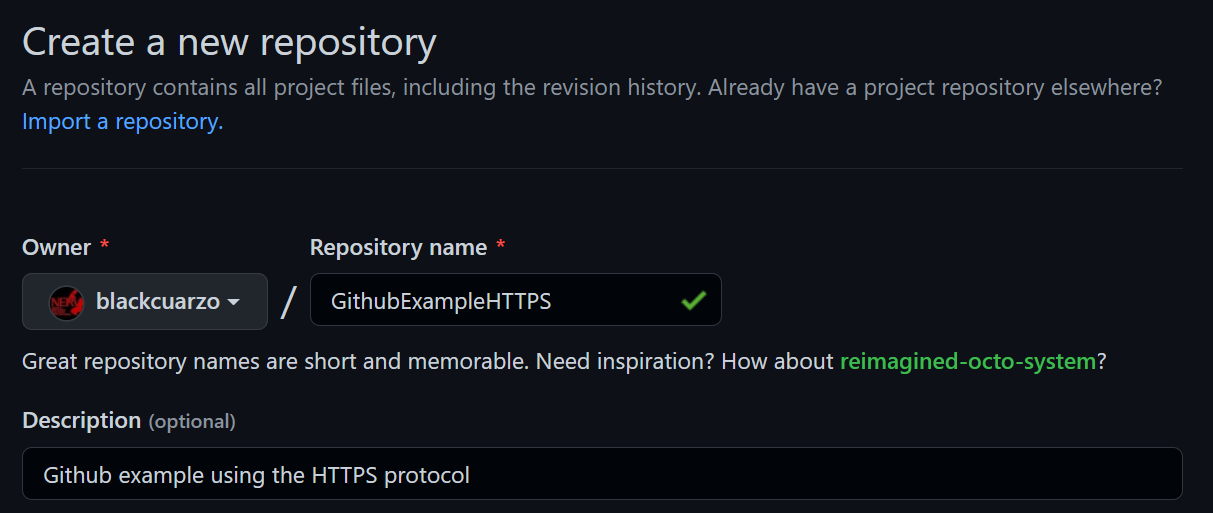 Create a new repository
A repository contains all project files, including the revision history. Already have a project repository elsewhere?
Import a repository.
Owner * Repository name *
NERV blackcuarzo / GithubExampleHTTPS
Great repository names are short and memorable. Need inspiration? How about reimagined-octo-system?
Description (optional)
Github example using the HTTPS protocol